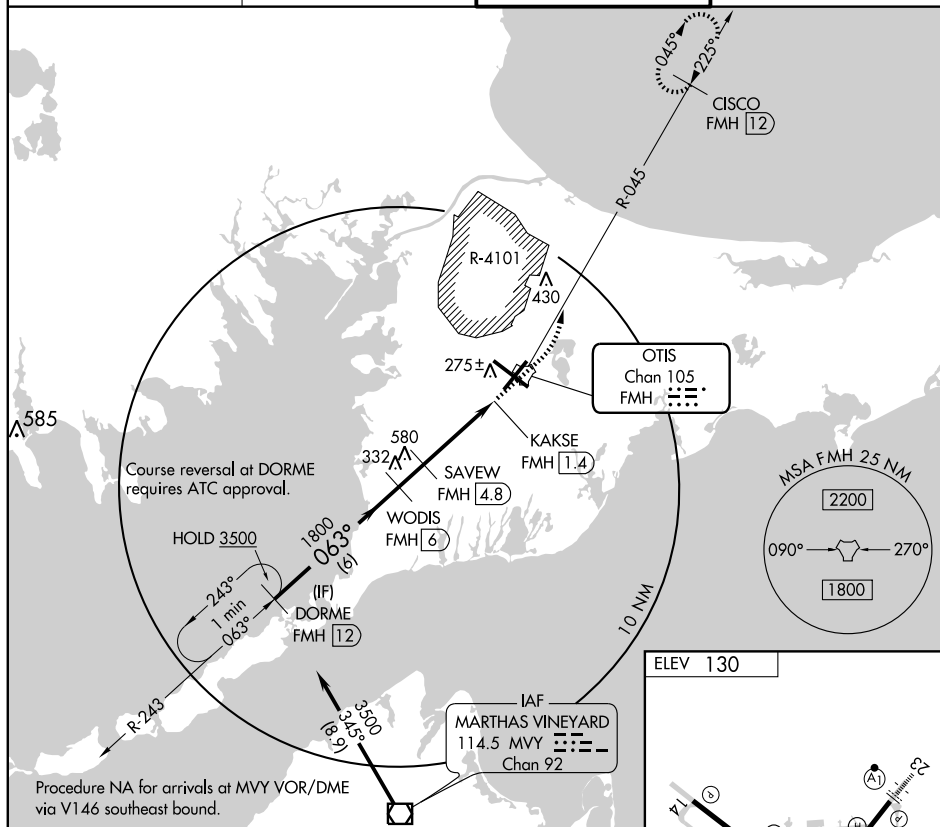 045°
225°
CISCO
FMH 12
R-045
R-4101
430
275±
OTIS
Chan 105
FMH
585
KAKSE
FMH 1.4
580
332
SAVEW
FMH 4.8
Course reversal at DORME
requires ATC approval.
WODIS
FMH 6
MSA FMH 25 NM
2200
090°
270°
1800
HOLD 3500
1800
063°
(6)
243°
1 min
063°
(IF)
DORME
FMH 12
10 NM
R-243
3500
345°
(8.9)
IAF
MARTHAS VINEYARD
114.5 MVY
Chan 92
Procedure NA for arrivals at MVY VOR/DME
via V146 southeast bound.
ELEV 130
A1
23
14
P
P
H